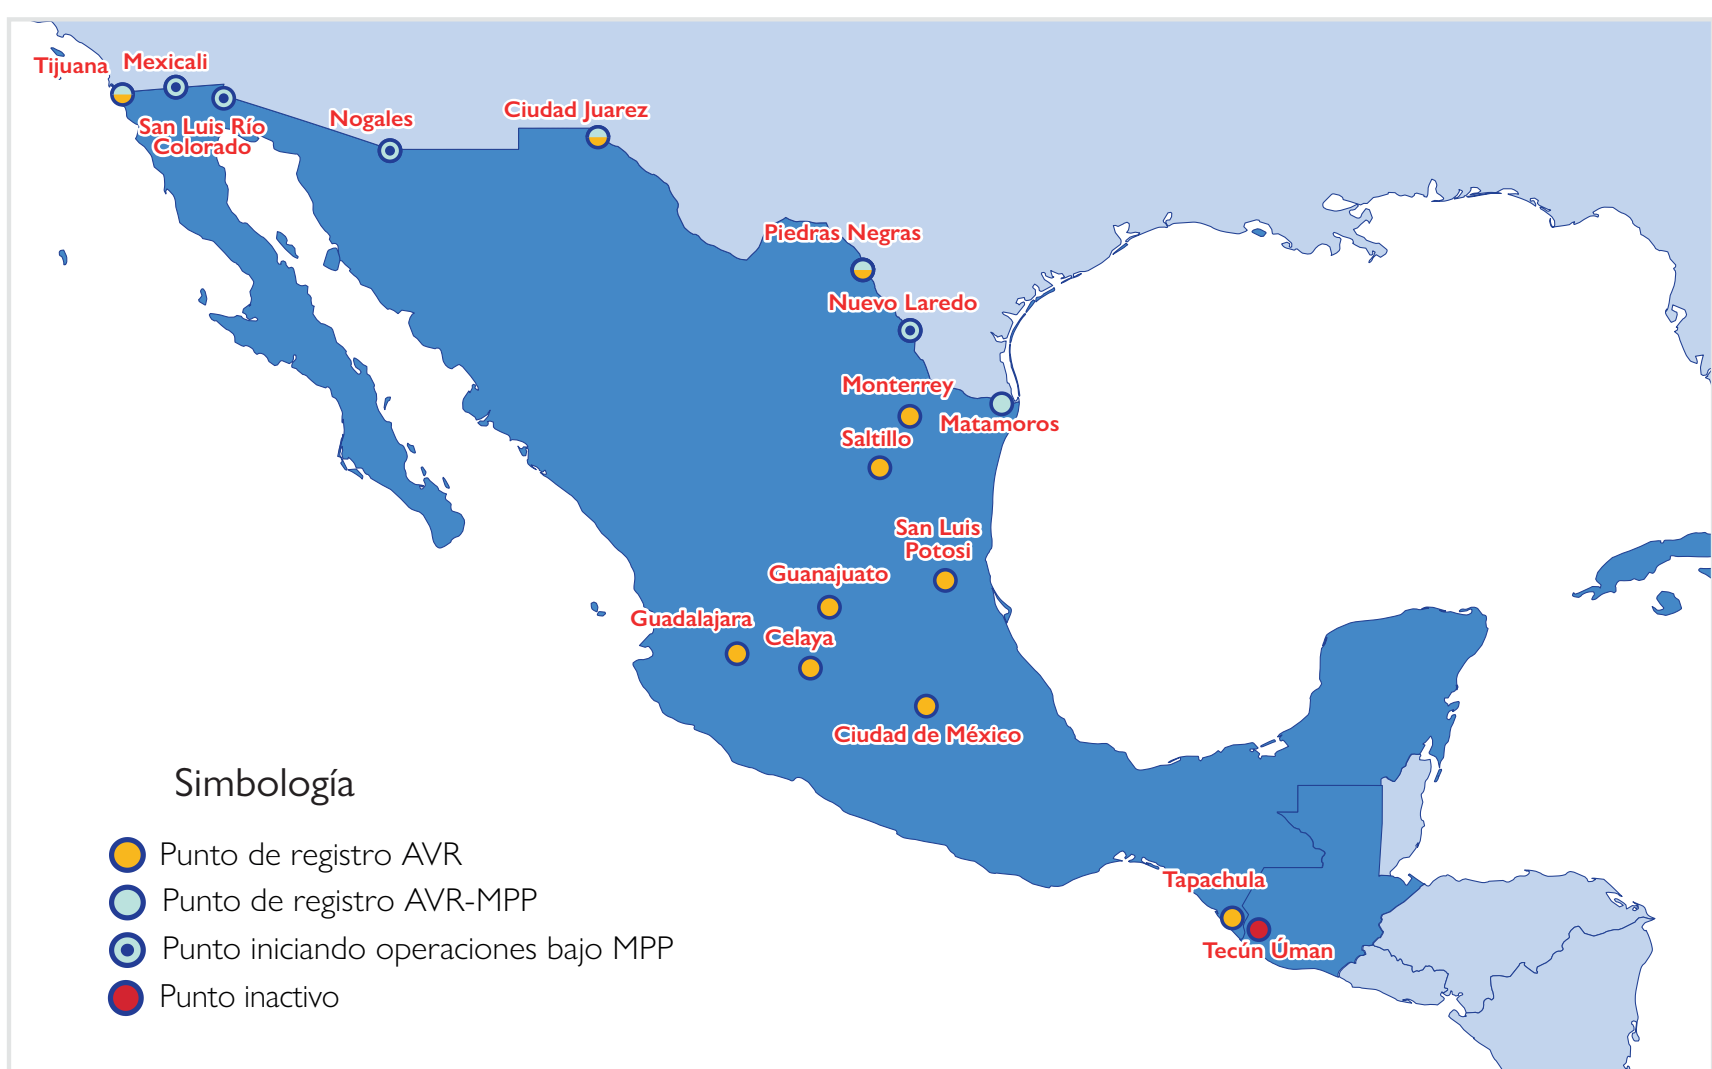 Tijuana
Mexicali
San Luis Río
Colorado
Nogales
Ciudad Juarez
Piedras Negras
Nuevo Laredo
Monterrey
Matamoros
Saltillo
San Luis
Potosi
Guanajuato
Guadalajara
Celaya
Ciudad de México
Tapachula
Tecún Úman
Simbología
Punto de registro AVR
Punto de registro AVR-MPP
Punto iniciando operaciones bajo MPP
Punto inactivo